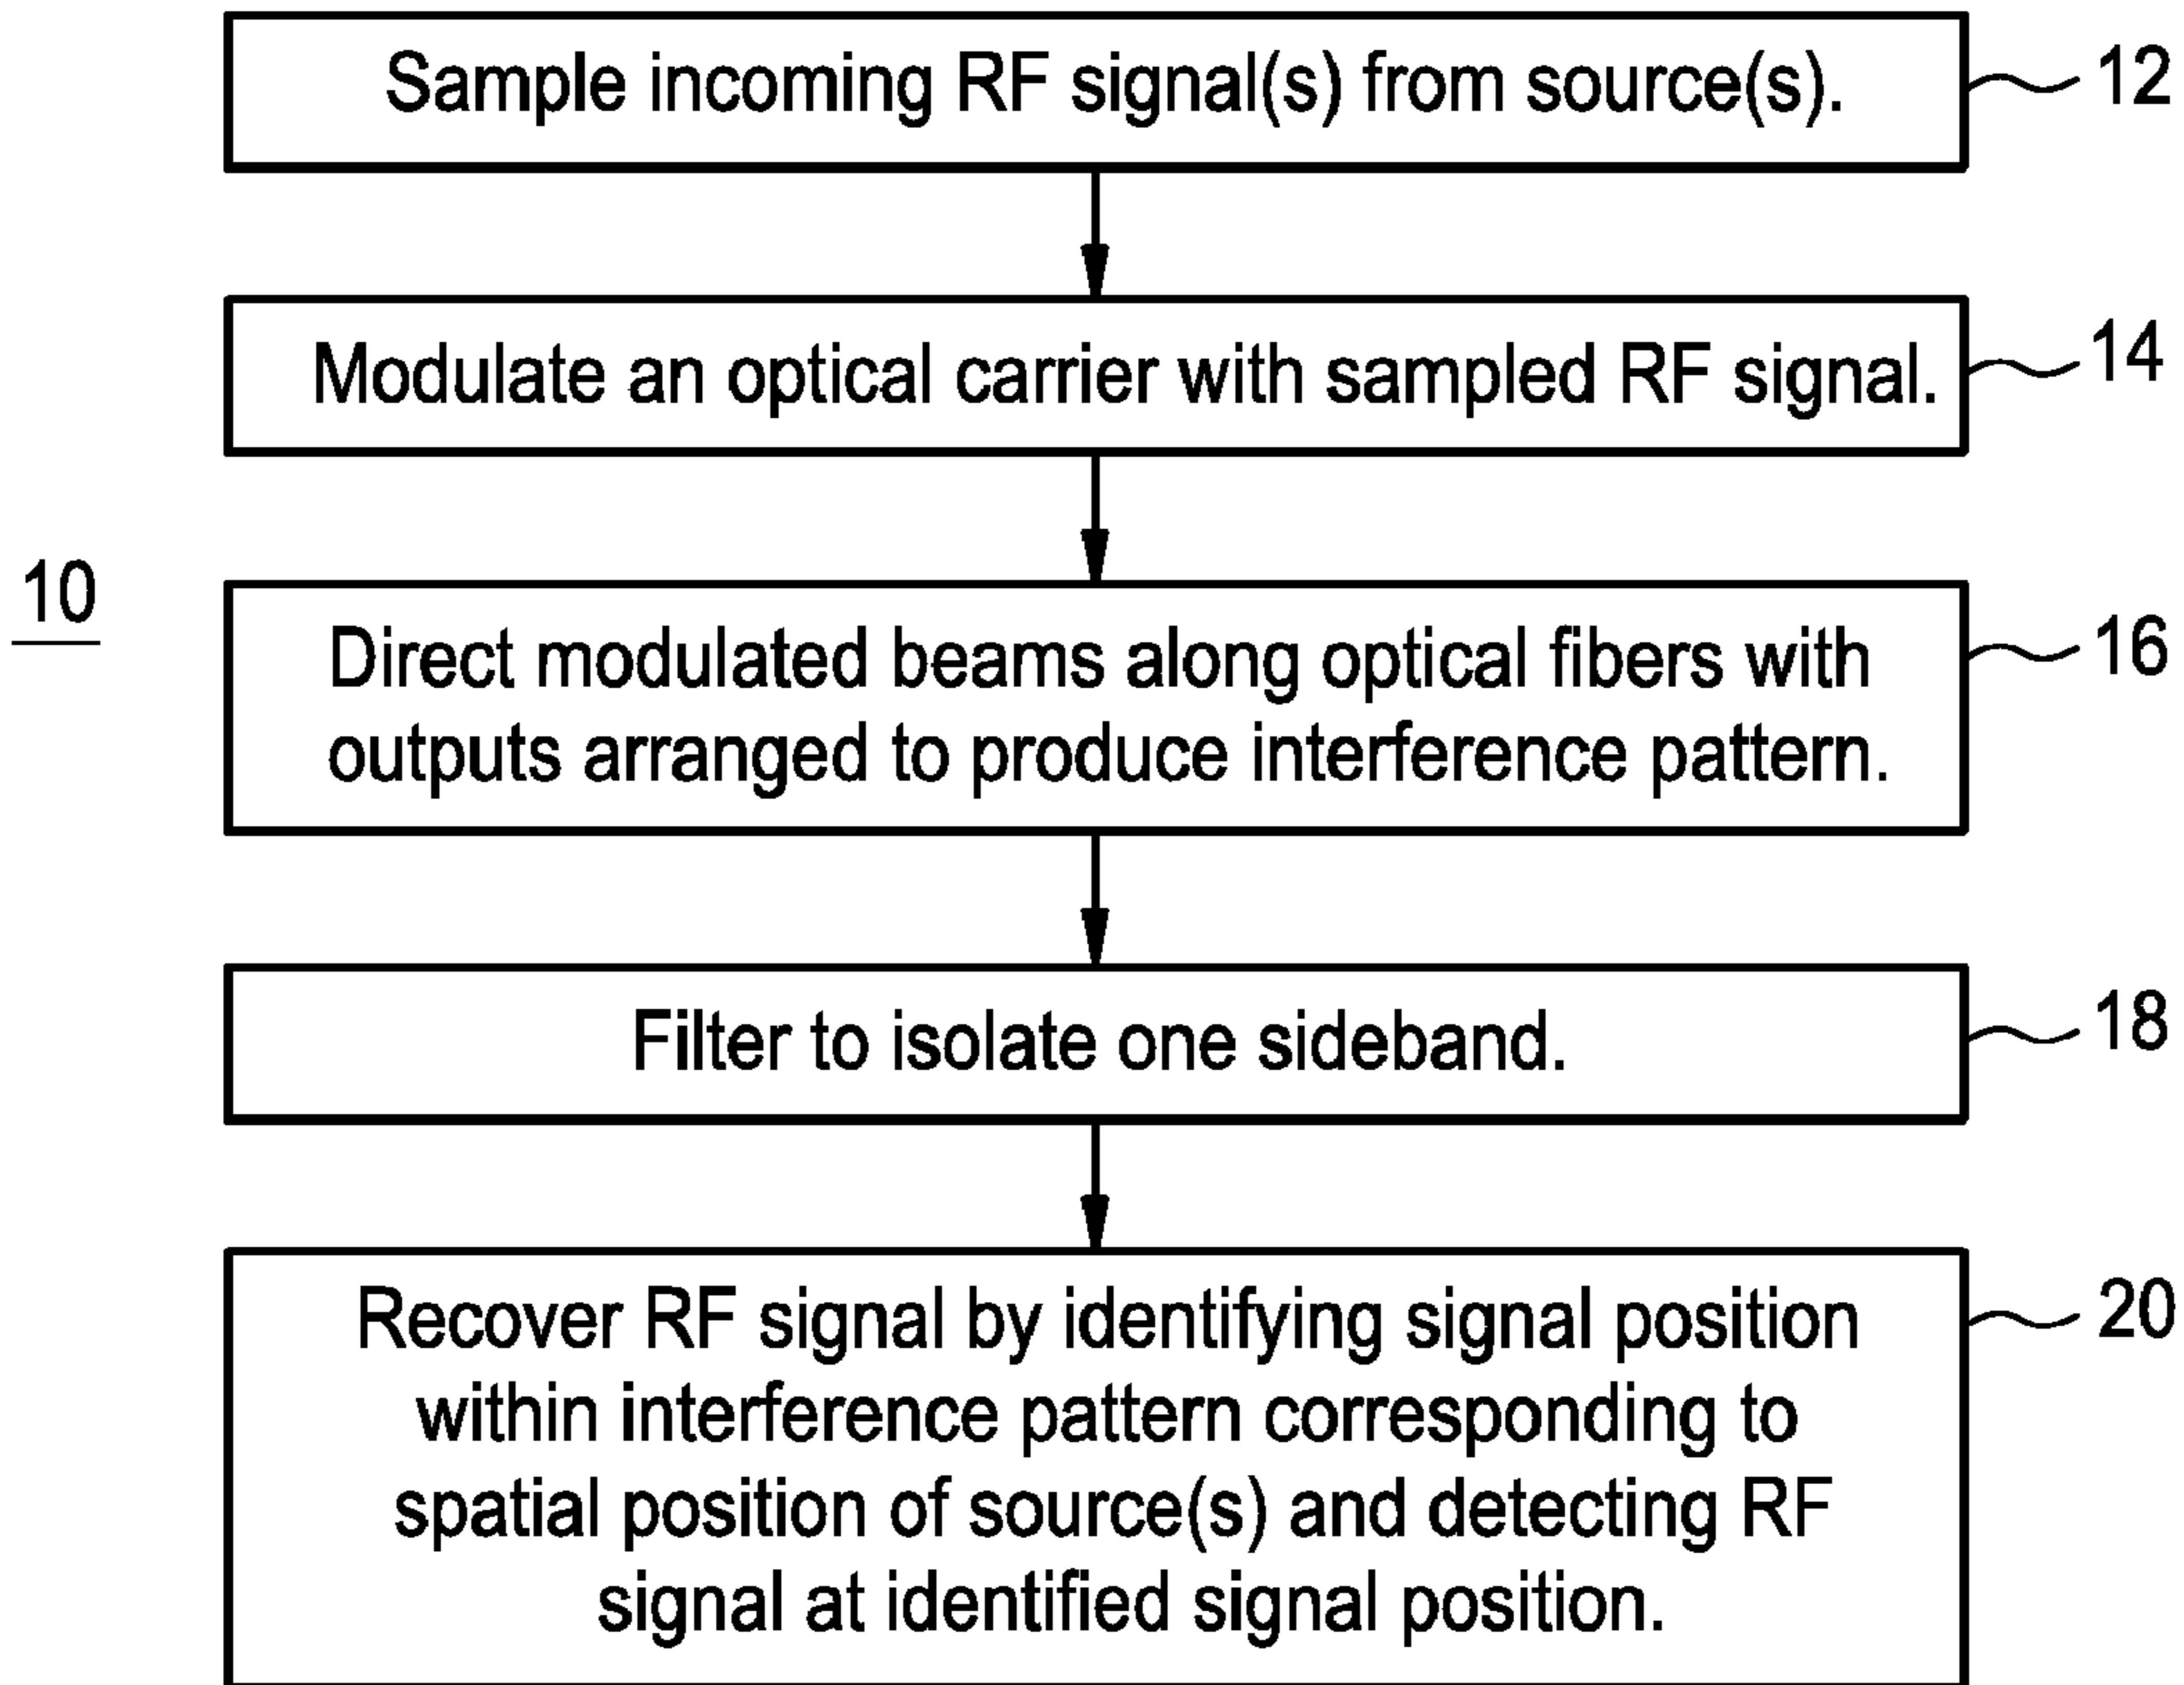 Sample incoming RF signal(s) from source(s).
12
Modulate an optical carrier with sampled RF signal.
14
10
Direct modulated beams along optical fibers with
outputs arranged to produce interference pattern.
16
Filter to isolate one sideband.
18
Recover RF signal by identifying signal position
within interference pattern corresponding to
spatial position of source(s) and detecting RF
signal at identified signal position.
20